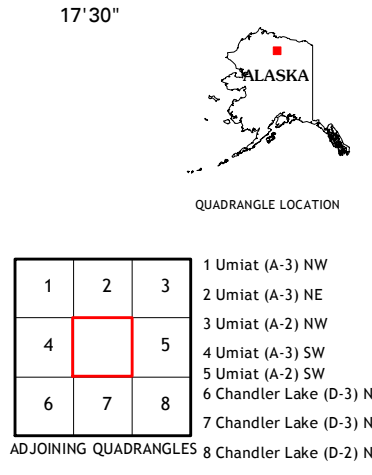 17'30"
ALASKA
QUADRANGLE LOCATION
1 2 3
4 5
6 7 8
ADJOINING QUADRANGLES
1 Umiat (A-3) NW
2 Umiat (A-3) NE
3 Umiat (A-2) NW
4 Umiat (A-3) SW
5 Umiat (A-2) SW
6 Chandler Lake (D-3) N
7 Chandler Lake (D-3) N
8 Chandler Lake (D-2) N